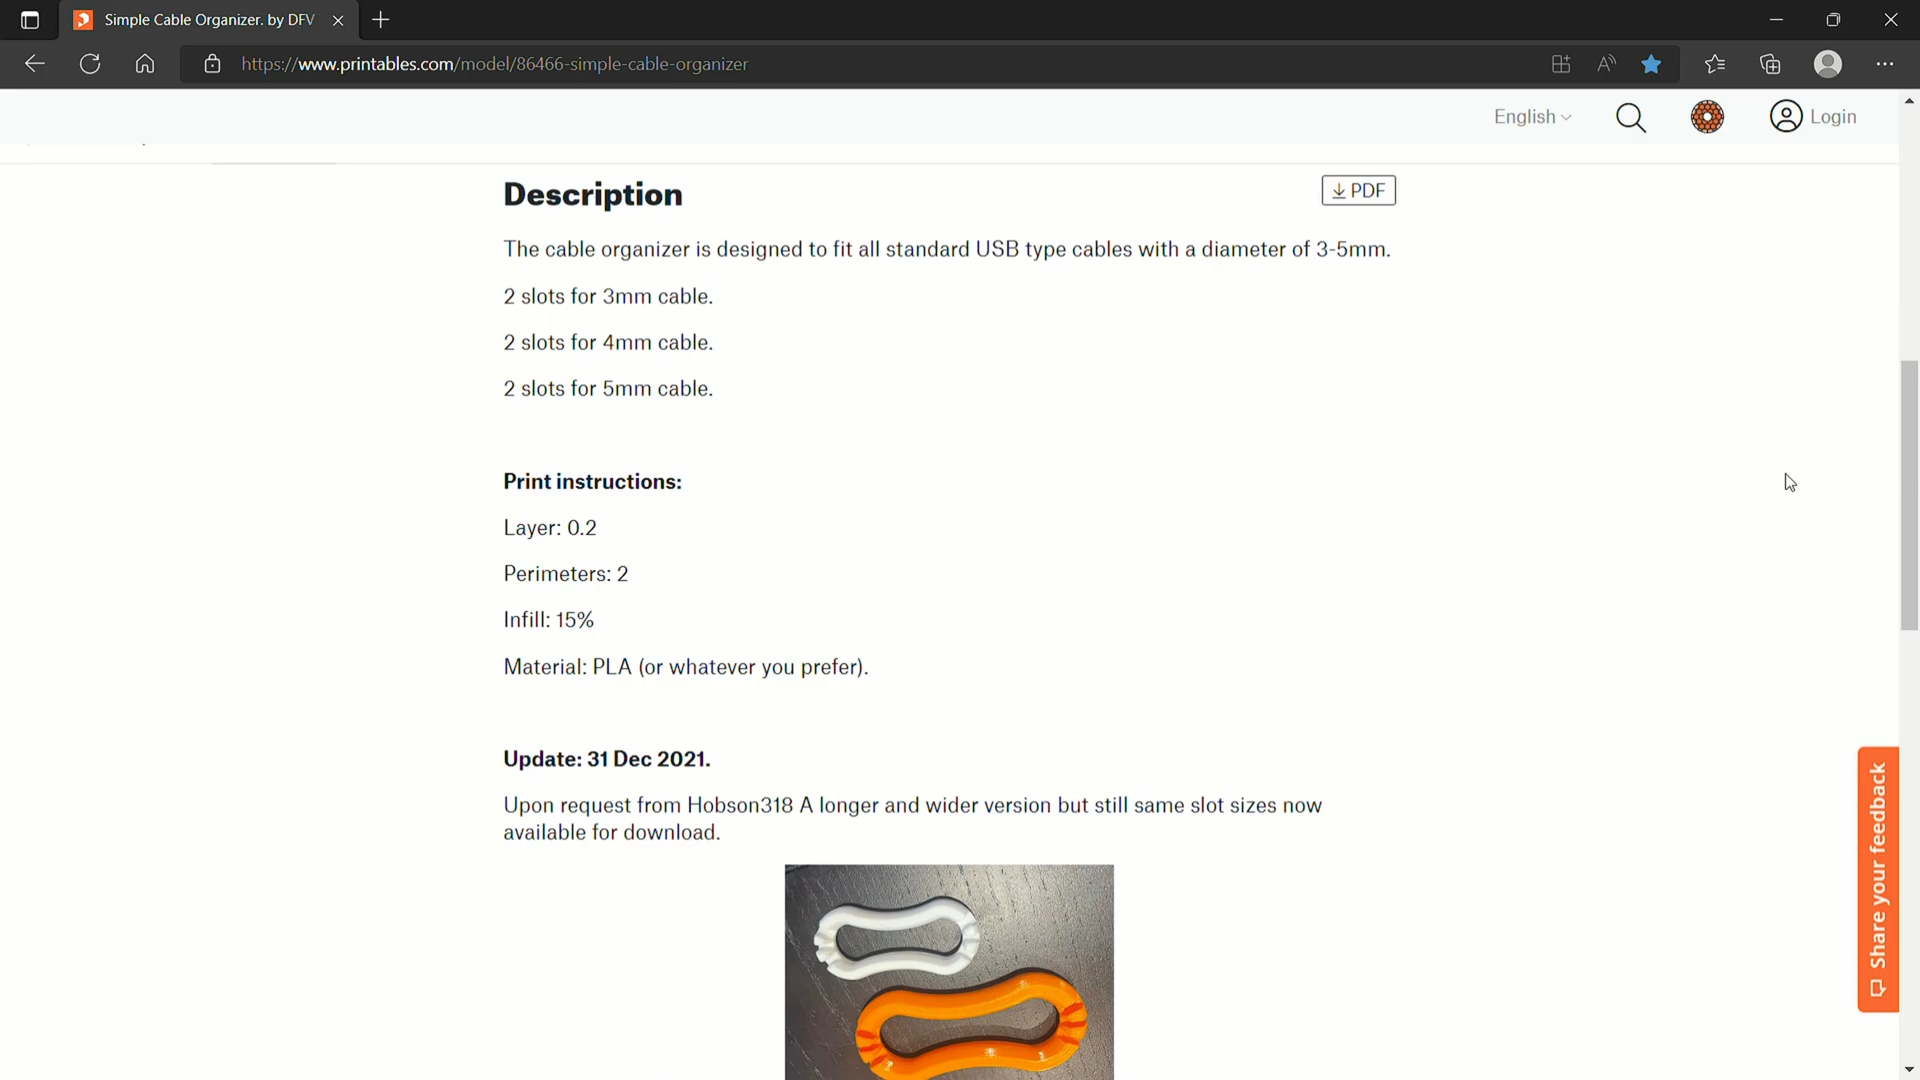 Simple Cable Organizer. by DFV
https://www.printables.com/model/86466-simple-cable-organizer
English
Login
Description
PDF
The cable organizer is designed to fit all standard USB type cables with a diameter of 3-5mm.
2 slots for 3mm cable.
2 slots for 4mm cable.
2 slots for 5mm cable.
Print instructions:
Layer: 0.2
Perimeters: 2
Infill: 15%
Material: PLA (or whatever you prefer).
Update: 31 Dec 2021.
Upon request from Hobson318 A longer and wider version but still same slot sizes now
available for download.
Share your feedback